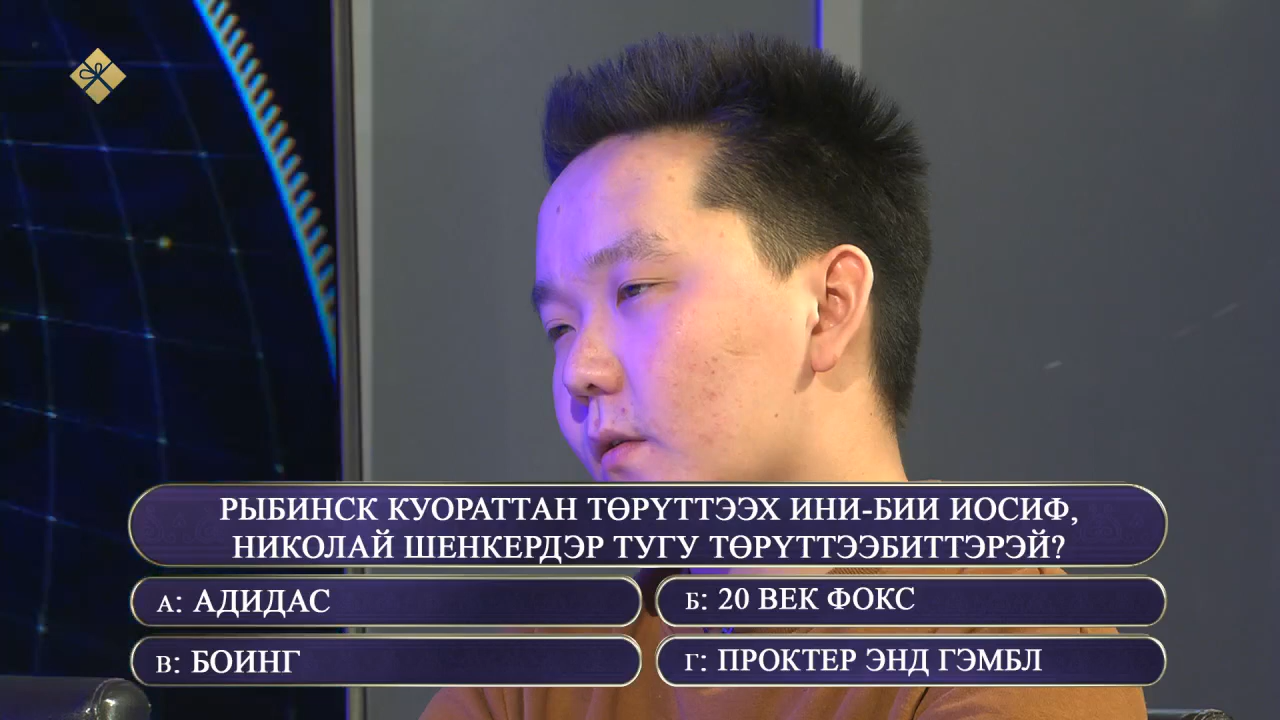 РЫБИНСК КУОРАТТАН ТӨРҮТТЭЭХ ИНИ-БИИ ИОСИФ,
НИКОЛАЙ ШЕНКЕРДЭР ТУГУ ТӨРҮТТЭЭБИТТЭРЭЙ?
А: АДИДАС
Б: 20 ВЕК ФОКС
В: БОИНГ
Г: ПРОКТЕР ЭНД ГЭМБЛ